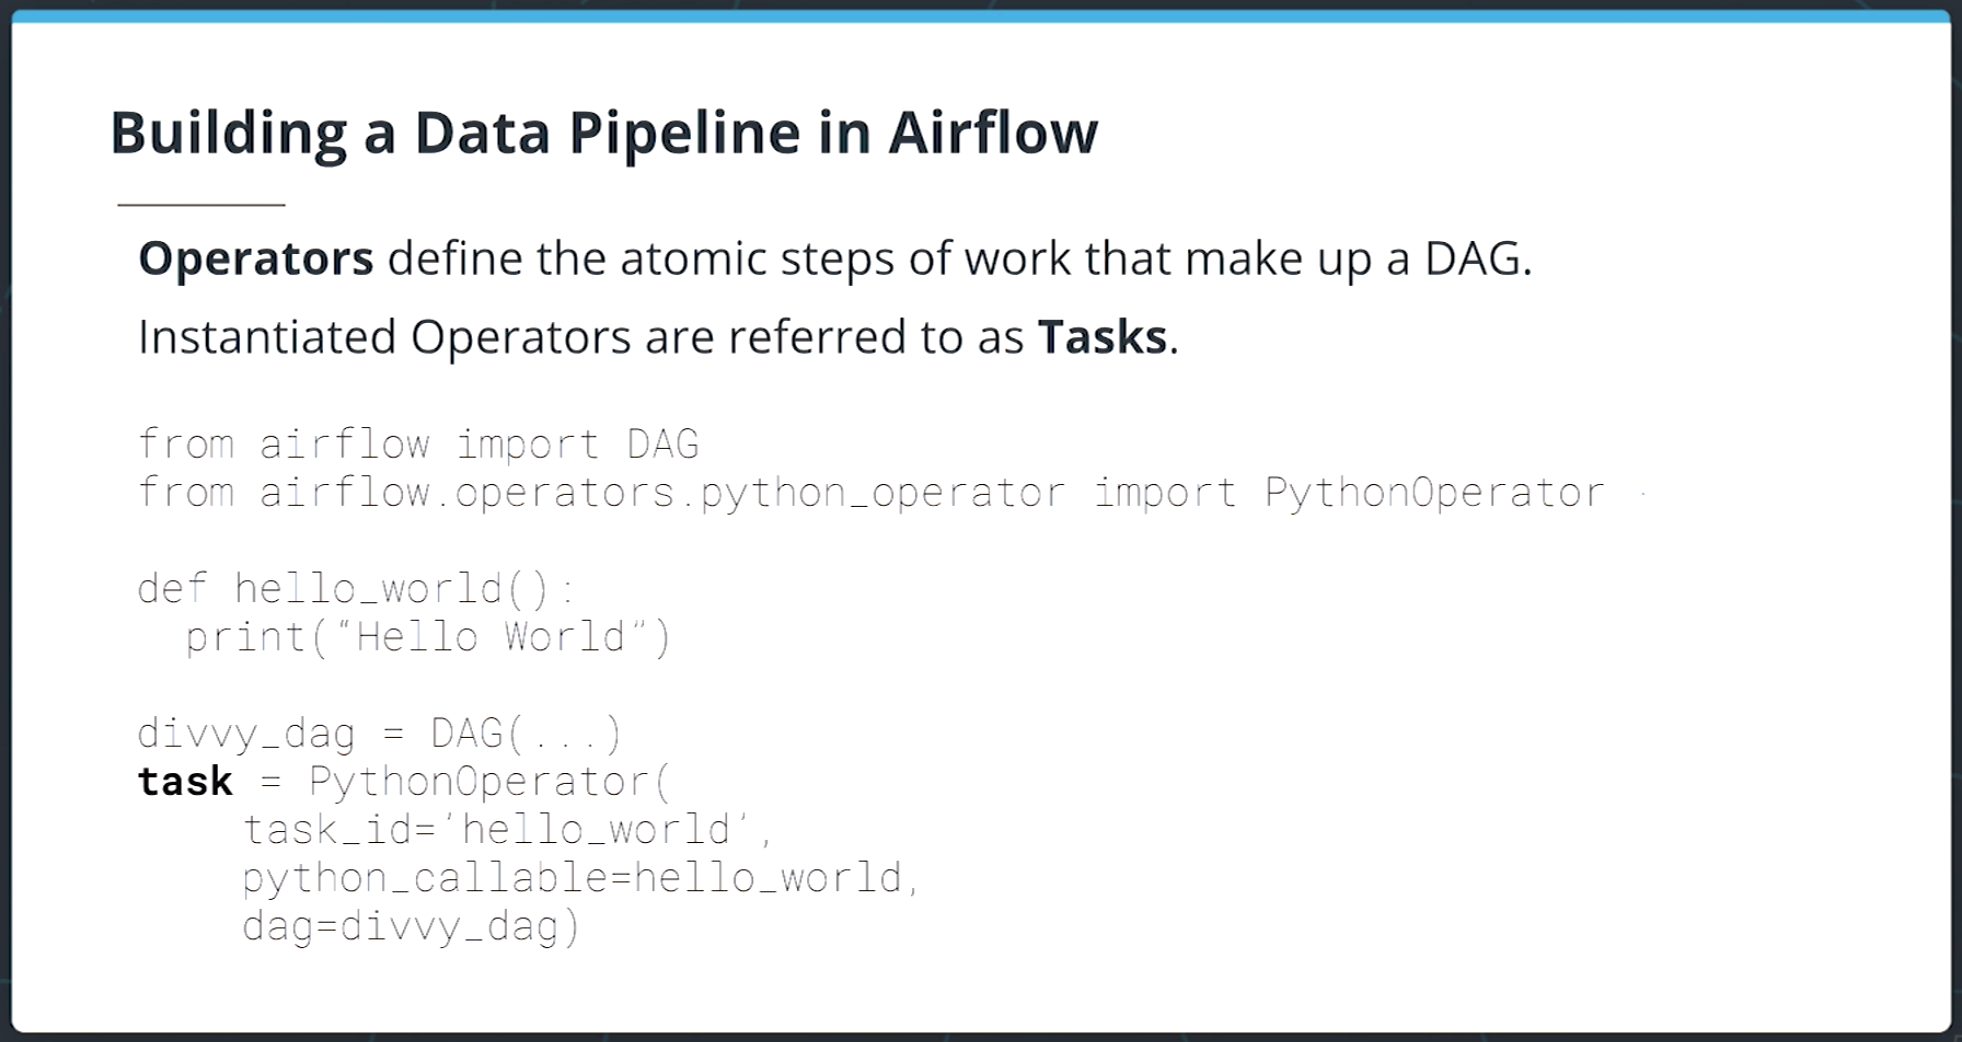 Building a Data Pipeline in Airflow
Operators define the atomic steps of work that make up a DAG.
Instantiated Operators are referred to as Tasks.
from airflow import DAG
from airflow.operators.python_operator import PythonOperator
def hello_world():
print(“Hello World”)
divvy_dag = DAG(...)
task = PythonOperator(
task_id=‘hello_world’,
python_callable=hello_world,
dag=divvy_dag)